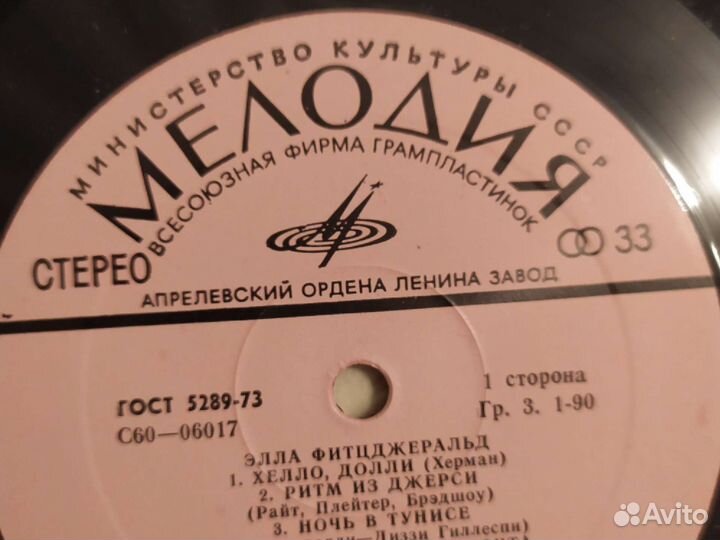 МИНИСТЕРСТВО КУЛЬТУРЫ СССР
МЕЛОДИЯ
ВСЕСОЮЗНАЯ ФИРМА ГРАМПЛАСТИНОК
СТЕРЕО
33
АПРЕЛЕВСКИЙ ОРДЕНА ЛЕНИНА ЗАВОД
ГОСТ 5289-73
1 сторона
С60—06017
Гр. 3. 1-90
ЭЛЛА ФИТЦДЖЕРАЛЬД
1. ХЕЛЛО, ДОЛЛИ (Херман)
2. РИТМ ИЗ ДЖЕРСИ
(Райт, Плейтер, Брэдшоу)
3. НОЧЬ В ТУНИСЕ
Диззи Гиллеспи)
Avito